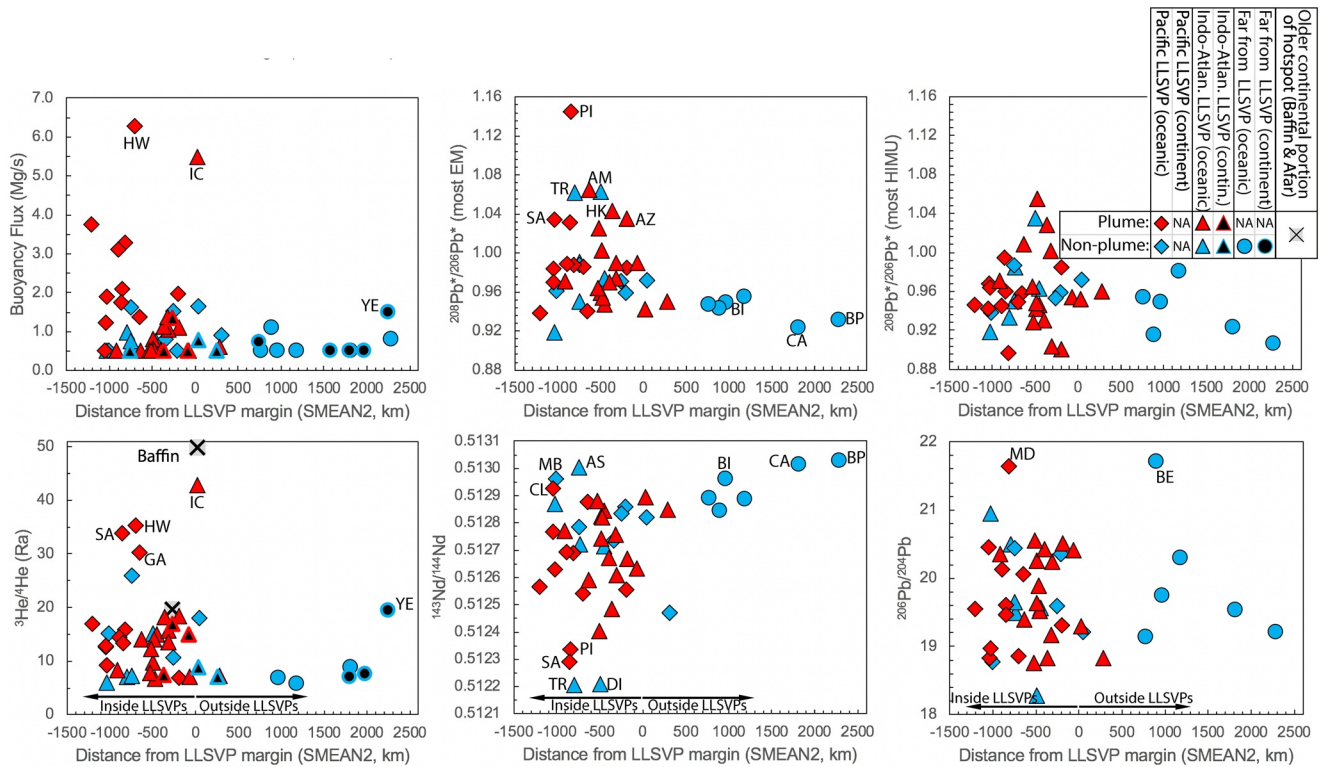 Older continental portion
of hotspot (Baffin & Afar)
Far from LLSVP (continent)
Far from LLSVP (oceanic)
Indo-Atlan. LLSVP (contin.)
Indo-Atlan. LLSVP (oceanic)
Pacific LLSVP (continent)
Pacific LLSVP (oceanic)
Plume: NA NA NA
Non-plume: NA
Buoyancy Flux (Mg/s)
7.0
6.0
5.0
4.0
3.0
2.0
1.0
0.0
HW
IC
YE
-1500 -1000 -500 0 500 1000 1500 2000 2500
Distance from LLSVP margin (SMEAN2, km)
208Pb*/206Pb* (most EM)
1.16
1.12
1.08
1.04
1.00
0.96
0.92
0.88
PI
TR
AM
SA
HK
AZ
BI
CA
BP
-1500 -1000 -500 0 500 1000 1500 2000 2500
Distance from LLSVP margin (SMEAN2, km)
208Pb*/206Pb* (most HIMU)
1.16
1.12
1.08
1.04
1.00
0.96
0.92
0.88
-1500 -1000 -500 0 500 1000 1500 2000 2500
Distance from LLSVP margin (SMEAN2, km)
3He/4He (Ra)
50
40
30
20
10
0
Baffin
IC
HW
SA
GA
YE
Inside LLSVPs Outside LLSVPs
-1500 -1000 -500 0 500 1000 1500 2000 2500
Distance from LLSVP margin (SMEAN2, km)
143Nd/144Nd
0.5131
0.5130
0.5129
0.5128
0.5127
0.5126
0.5125
0.5124
0.5123
0.5122
0.5121
MB
AS
CL
BI
CA
BP
PI
SA
TR
DI
Inside LLSVPs Outside LLSVPs
-1500 -1000 -500 0 500 1000 1500 2000 2500
Distance from LLSVP margin (SMEAN2, km)
206Pb/204Pb
22
21
20
19
18
MD
BE
Inside LLSVPs Outside LLSVPs
-1500 -1000 -500 0 500 1000 1500 2000 2500
Distance from LLSVP margin (SMEAN2, km)